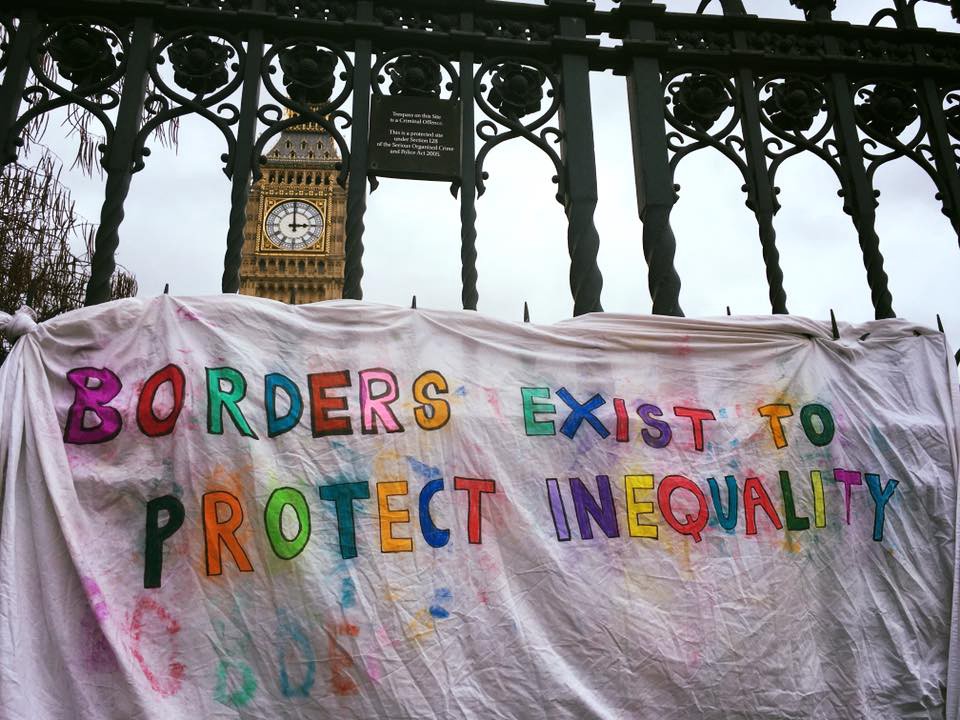 Trespass on this Site
is a Criminal Offence
This is a protected site
under Section 128
of the Serious Organised Crime
and Police Act 2005.
BORDERS EXIST TO
PROTECT INEQUALITY